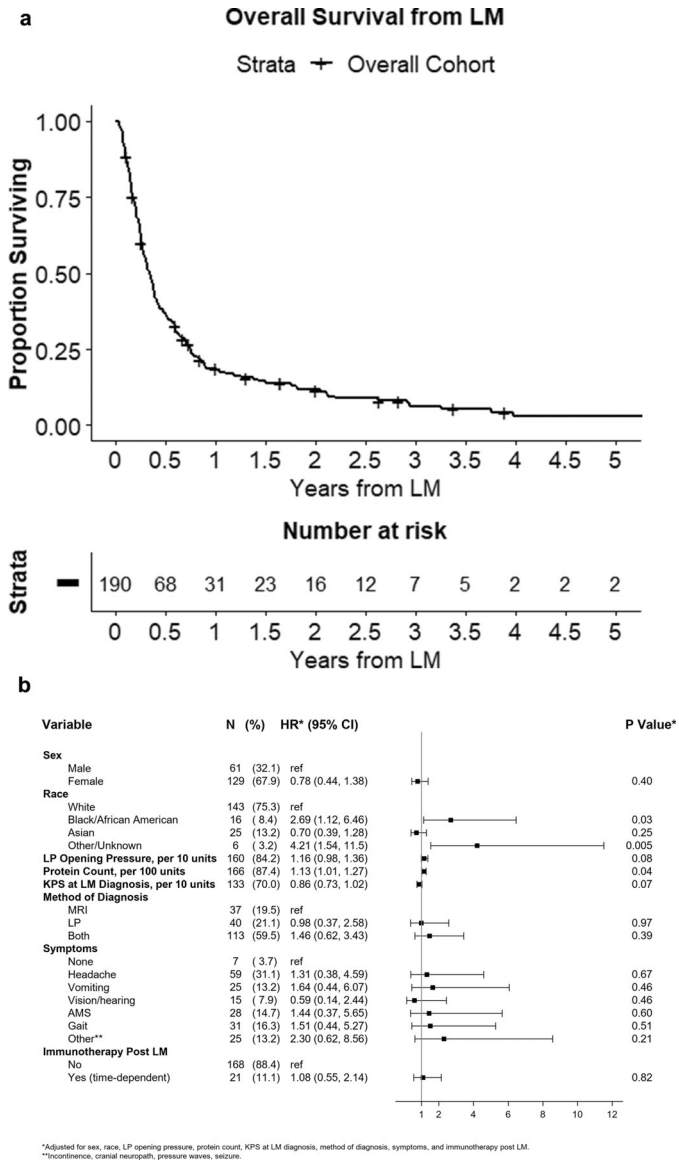 a
Overall Survival from LM
Strata Overall Cohort
Proportion Surviving
1.00
0.75
0.50
0.25
0.00
0 0.5 1 1.5 2 2.5 3 3.5 4 4.5 5
Years from LM
Number at risk
Strata
190 68 31 23 16 12 7 5 2 2 2
0 0.5 1 1.5 2 2.5 3 3.5 4 4.5 5
Years from LM
b
Variable N (%) HR* (95% CI) P Value*
Sex
Male 61 (32.1) ref
Female 129 (67.9) 0.78 (0.44, 1.38) 0.40
Race
White 143 (75.3) ref
Black/African American 16 ( 8.4) 2.69 (1.12, 6.46) 0.03
Asian 25 (13.2) 0.70 (0.39, 1.28) 0.25
Other/Unknown 6 ( 3.2) 4.21 (1.54, 11.5) 0.005
LP Opening Pressure, per 10 units 160 (84.2) 1.16 (0.98, 1.36) 0.08
Protein Count, per 100 units 166 (87.4) 1.13 (1.01, 1.27) 0.04
KPS at LM Diagnosis, per 10 units 133 (70.0) 0.86 (0.73, 1.02) 0.07
Method of Diagnosis
MRI 37 (19.5) ref
LP 40 (21.1) 0.98 (0.37, 2.58) 0.97
Both 113 (59.5) 1.46 (0.62, 3.43) 0.39
Symptoms
None 7 ( 3.7) ref
Headache 59 (31.1) 1.31 (0.38, 4.59) 0.67
Vomiting 25 (13.2) 1.64 (0.44, 6.07) 0.46
Vision/hearing 15 ( 7.9) 0.59 (0.14, 2.44) 0.46
AMS 28 (14.7) 1.44 (0.37, 5.65) 0.60
Gait 31 (16.3) 1.51 (0.44, 5.27) 0.51
Other** 25 (13.2) 2.30 (0.62, 8.56) 0.21
Immunotherapy Post LM
No 168 (88.4) ref
Yes (time-dependent) 21 (11.1) 1.08 (0.55, 2.14) 0.82
1 2 4 6 8 10 12
*Adjusted for sex, race, LP opening pressure, protein count, KPS at LM diagnosis, method of diagnosis, symptoms, and immunotherapy post LM.
**Incontinence, cranial neuropath, pressure waves, seizure.